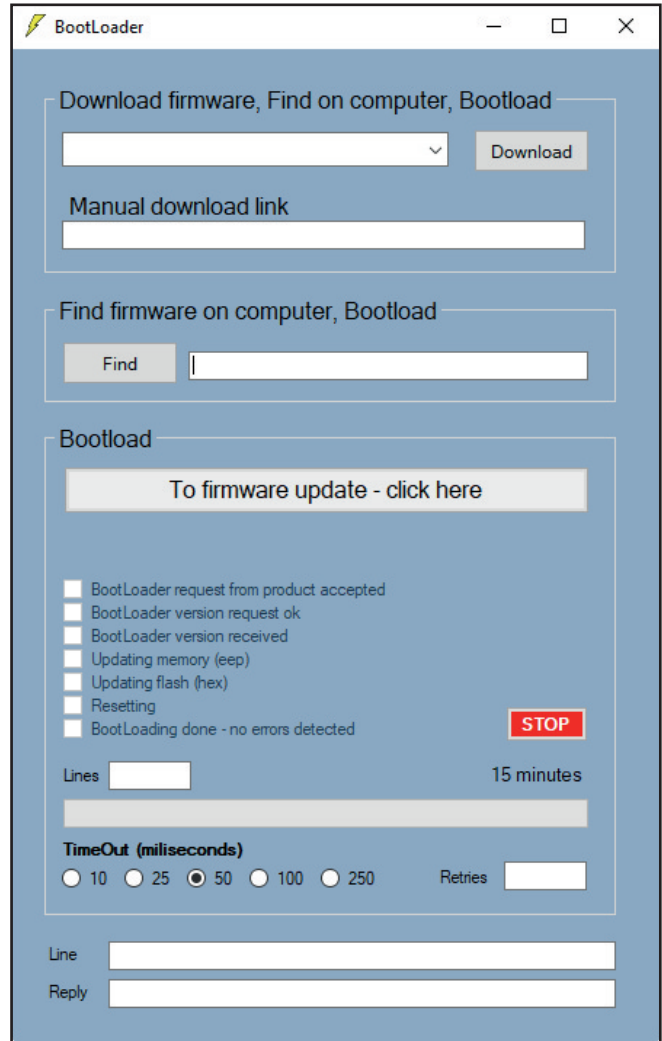 BootLoader
Download firmware, Find on computer, Bootload
Download
Manual download link
Find firmware on computer, Bootload
Find
Bootload
To firmware update - click here
BootLoader request from product accepted
BootLoader version request ok
BootLoader version received
Updating memory (eep)
Updating flash (hex)
Resetting
BootLoading done - no errors detected
STOP
Lines
15 minutes
TimeOut (miliseconds)
10 25 50 100 250
Retries
Line
Reply